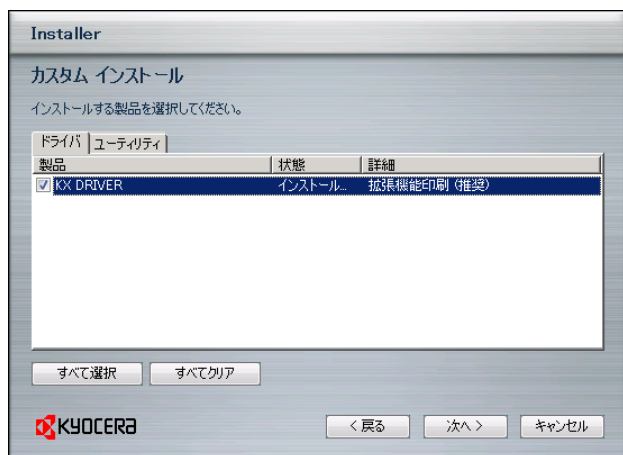 Installer
カスタム インストール
インストールする製品を選択してください。
ドライバ ユーティリティ
製品 状態 詳細
KX DRIVER インストール... 拡張機能印刷 (推奨)
すべて選択 すべてクリア
KYOCERA < 戻る 次へ > キャンセル